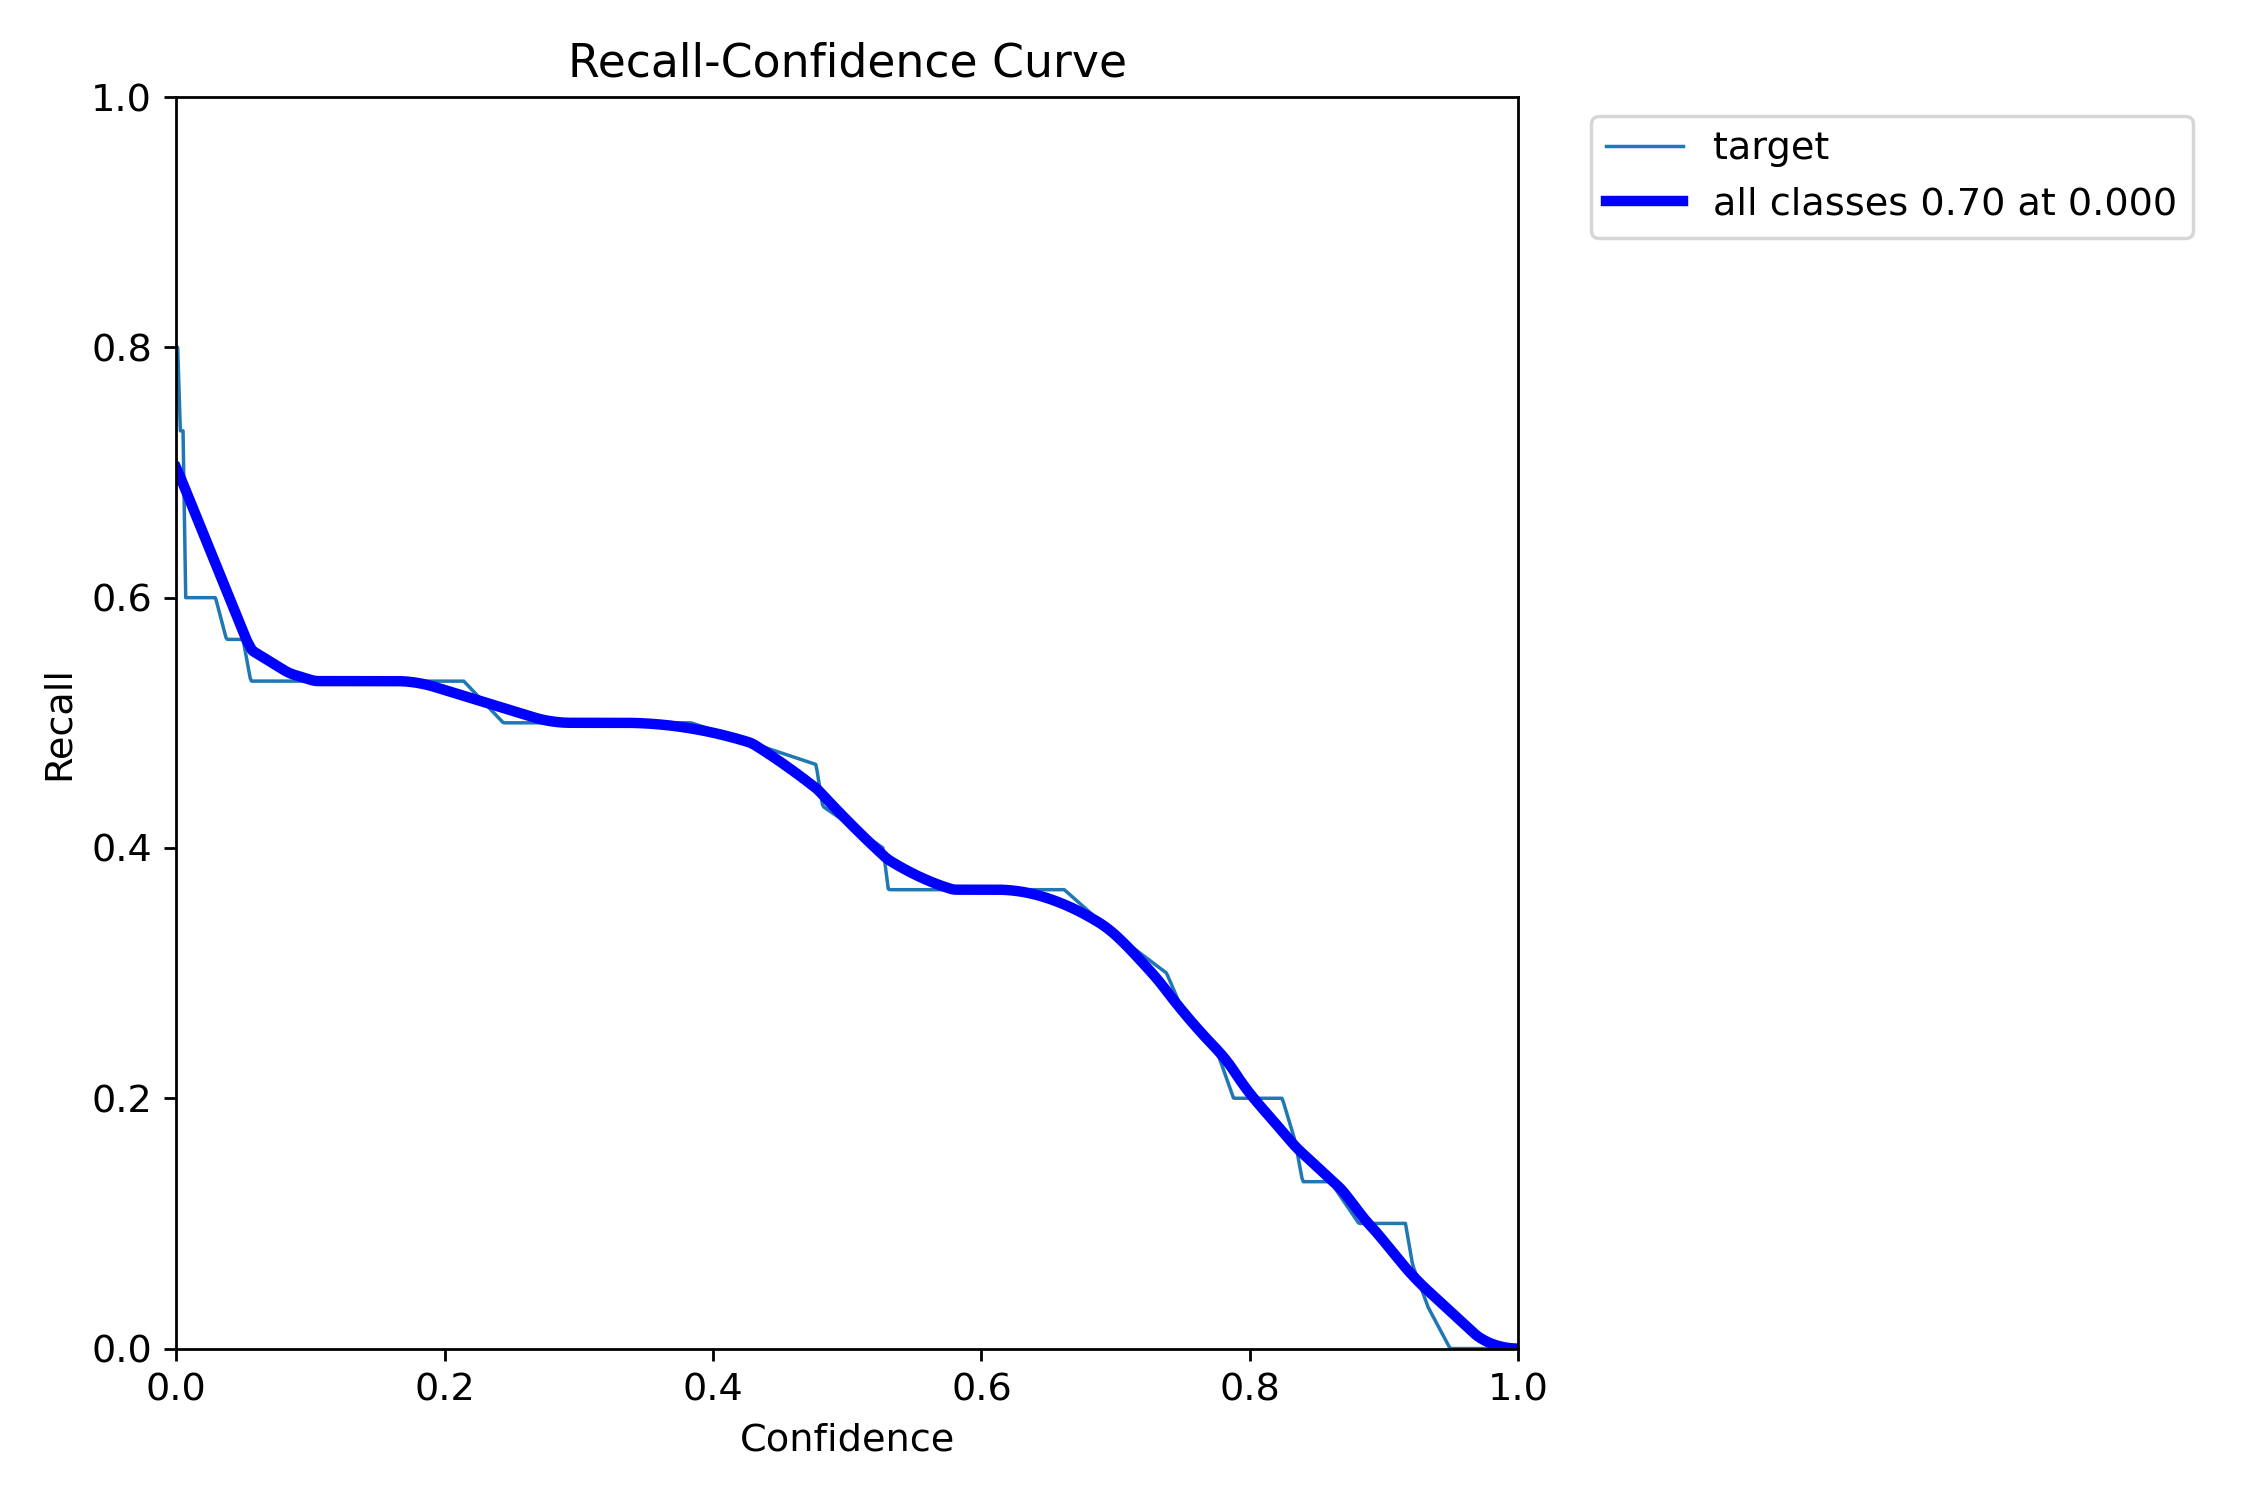 Recall-Confidence Curve
1.0
0.8
0.6
0.4
0.2
0.0
Recall
0.0 0.2 0.4 0.6 0.8 1.0
Confidence
target
all classes 0.70 at 0.000